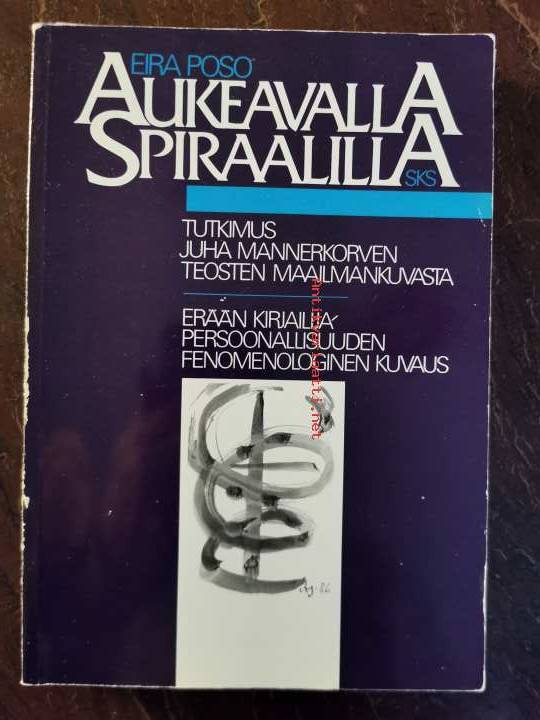 EIRA POSO
AUKEAVALLA
SPIRAALILLA
SKS
TUTKIMUS
JUHA MANNERKORVEN
TEOSTEN MAAILMANKUVASTA
ERÄÄN KIRJAILIJA-
PERSOONALLISUUDEN
FENOMENOLOGINEN KUVAUS